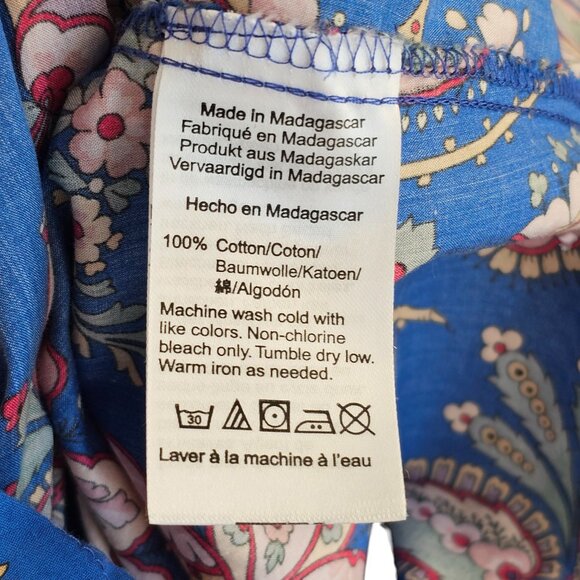 Made in Madagascar
Fabriqué en Madagascar
Produkt aus Madagaskar
Vervaardigd in Madagascar
Hecho en Madagascar
100% Cotton/Coton/
Baumwolle/Katoen/
綿/Algodón
Machine wash cold with
like colors. Non-chlorine
bleach only. Tumble dry low.
Warm iron as needed.
30
Laver à la machine à l'eau